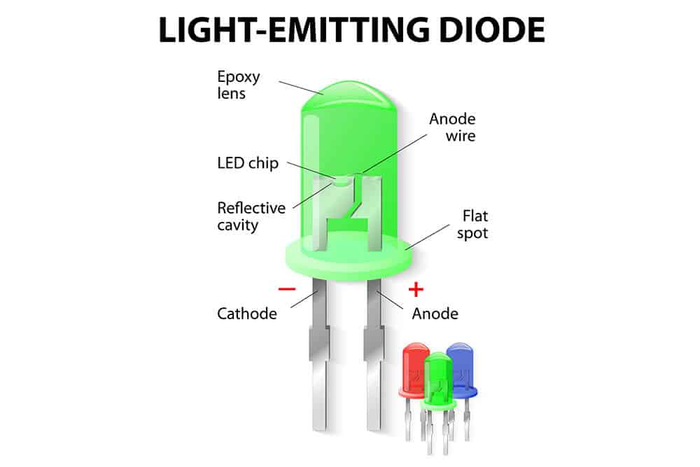 LIGHT-EMITTING DIODE
Epoxy
lens
Anode
wire
LED chip
Reflective
cavity
Flat
spot
−
+
Cathode
Anode